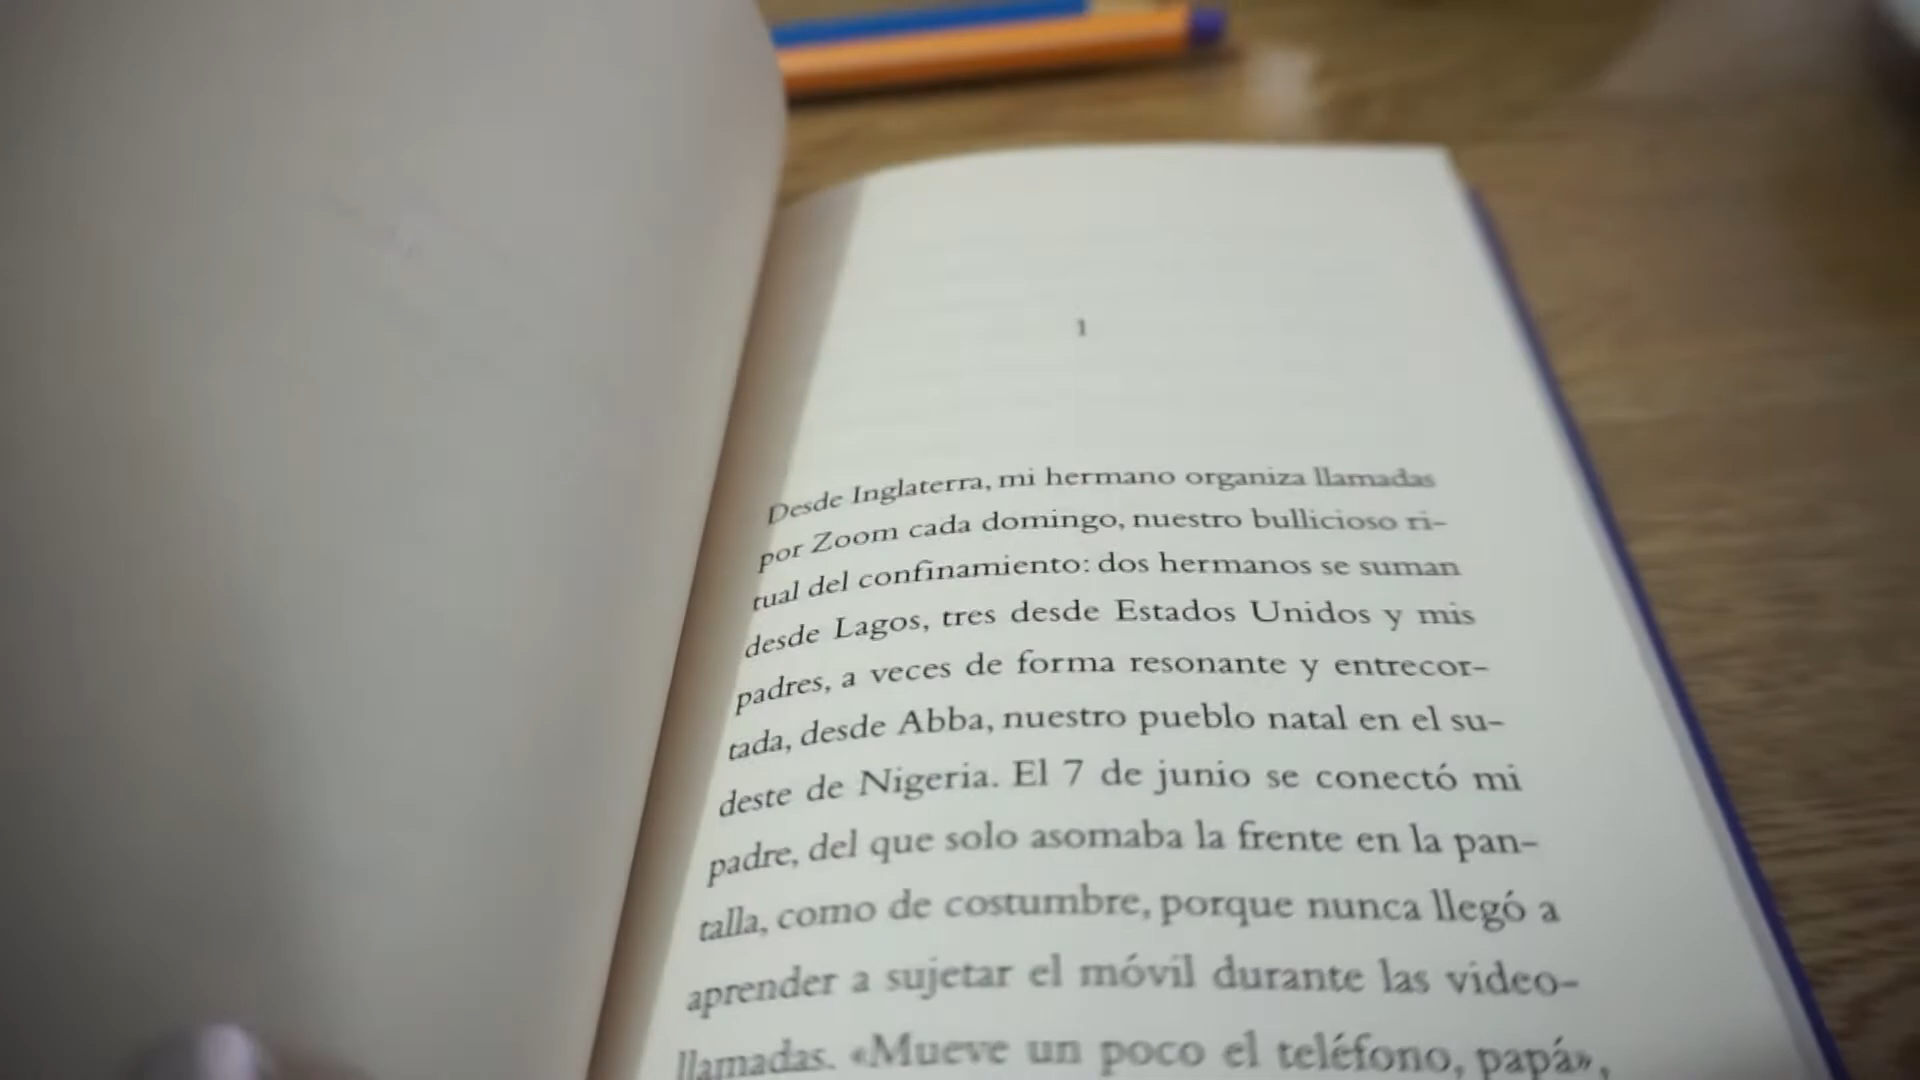 1
Desde Inglaterra, mi hermano organiza llamadas
por Zoom cada domingo, nuestro bullicioso ri-
tual del confinamiento: dos hermanos se suman
desde Lagos, tres desde Estados Unidos y mis
padres, a veces de forma resonante y entrecor-
tada, desde Abba, nuestro pueblo natal en el su-
deste de Nigeria. El 7 de junio se conectó mi
padre, del que solo asomaba la frente en la pan-
talla, como de costumbre, porque nunca llegó a
aprender a sujetar el móvil durante las video-
llamadas. «Mueve un poco el teléfono, papá»,